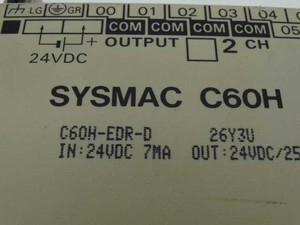 LG GR 00 01 02 03 04
COM COM COM COM 05
24VDC OUTPUT 2 CH
SYSMAC C60H
C60H-EDR-D 26Y3U
IN:24VDC 7MA OUT:24VDC/25